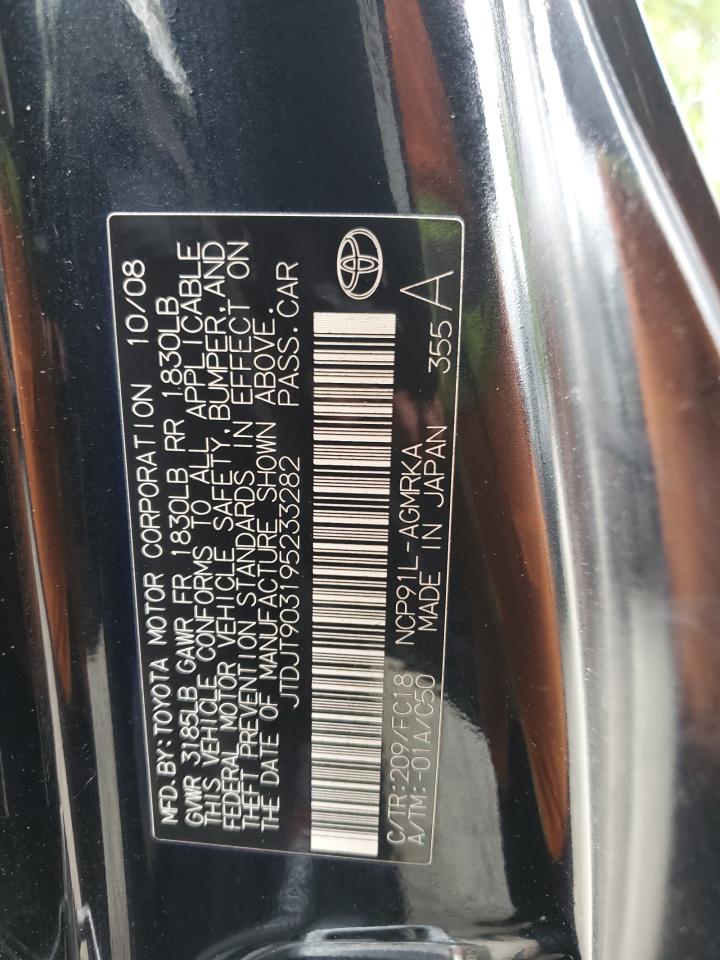 MFD.BY:TOYOTA MOTOR CORPORATION 10/08
GVWR 3185LB GAWR FR 1830LB RR 1830LB
THIS VEHICLE CONFORMS TO ALL APPLICABLE
FEDERAL MOTOR VEHICLE SAFETY,BUMPER,AND
THEFT PREVENTION STANDARDS IN EFFECT ON
THE DATE OF MANUFACTURE SHOWN ABOVE.
JTDJT903195233282 PASS.CAR
C/TR:209/FC18 NCP91L-AGMRKA
A/TM:-01A/C50 MADE IN JAPAN 355 A